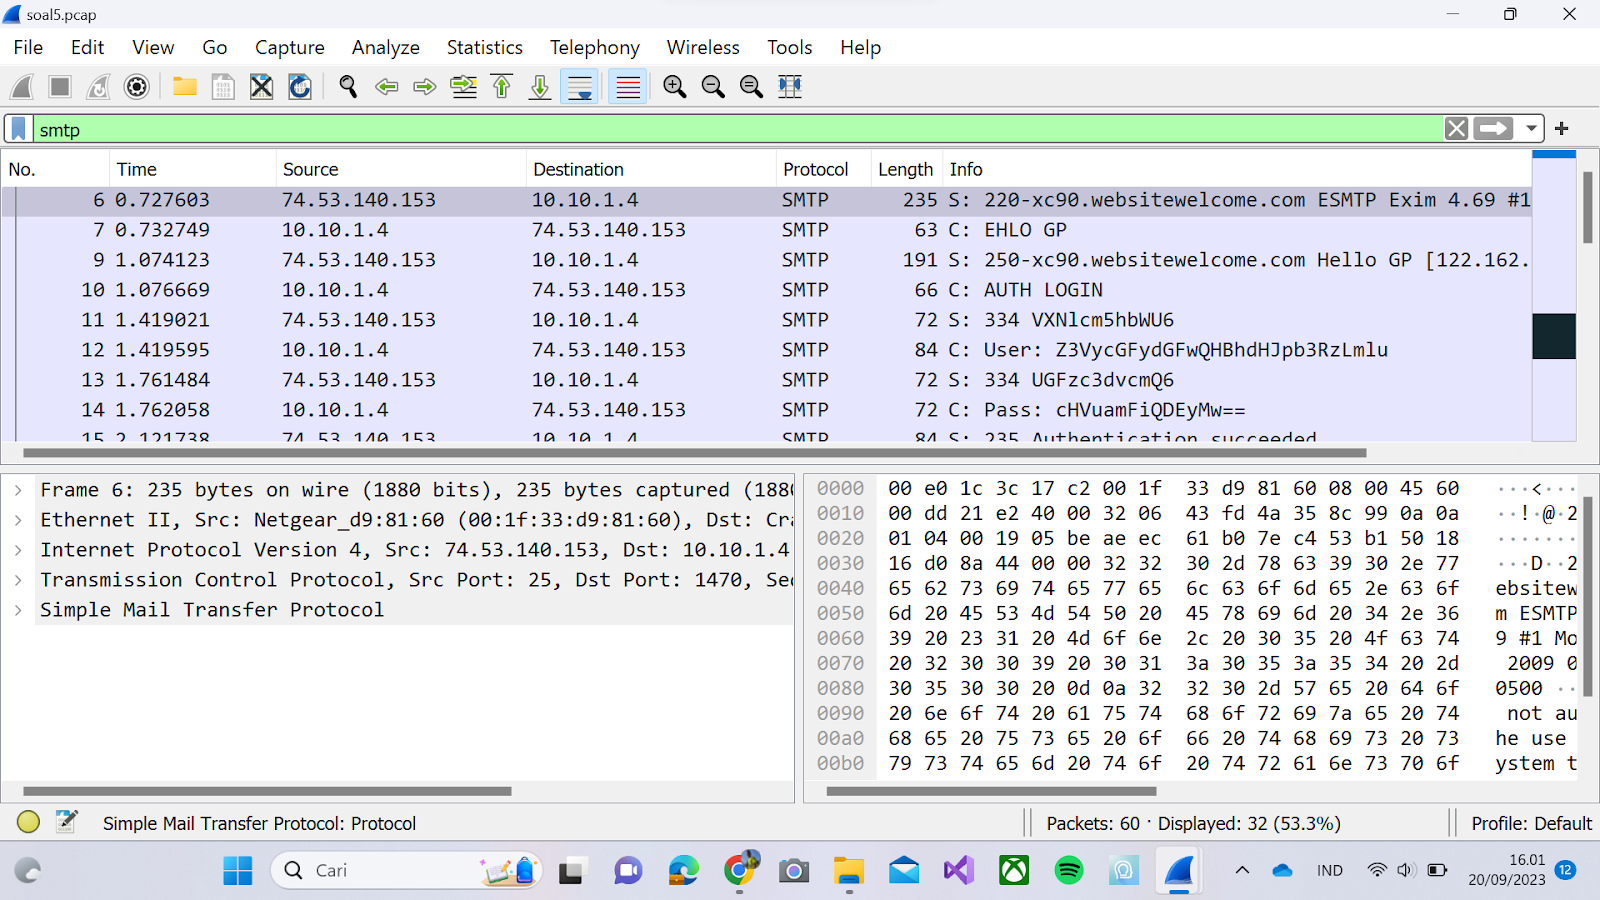 soal5.pcap
File Edit View Go Capture Analyze Statistics Telephony Wireless Tools Help
smtp
No. Time Source Destination Protocol Length Info
6 0.727603 74.53.140.153 10.10.1.4 SMTP 235 S: 220-xc90.websitewelcome.com ESMTP Exim 4.69 #1
7 0.732749 10.10.1.4 74.53.140.153 SMTP 63 C: EHLO GP
9 1.074123 74.53.140.153 10.10.1.4 SMTP 191 S: 250-xc90.websitewelcome.com Hello GP [122.162.
10 1.076669 10.10.1.4 74.53.140.153 SMTP 66 C: AUTH LOGIN
11 1.419021 74.53.140.153 10.10.1.4 SMTP 72 S: 334 VXNlcm5hbWU6
12 1.419595 10.10.1.4 74.53.140.153 SMTP 84 C: User: Z3VycGFydGFwQHBhdHJpb3RzLmlu
13 1.761484 74.53.140.153 10.10.1.4 SMTP 72 S: 334 UGFzc3dvcmQ6
14 1.762058 10.10.1.4 74.53.140.153 SMTP 72 C: Pass: cHVuamFiQDEyMw==
15 2.121738 74.53.140.153 10.10.1.4 SMTP 84 S: 235 Authentication succeeded
Frame 6: 235 bytes on wire (1880 bits), 235 bytes captured (188
Ethernet II, Src: Netgear_d9:81:60 (00:1f:33:d9:81:60), Dst: Cr
Internet Protocol Version 4, Src: 74.53.140.153, Dst: 10.10.1.4
Transmission Control Protocol, Src Port: 25, Dst Port: 1470, Se
Simple Mail Transfer Protocol
0000 00 e0 1c 3c 17 c2 00 1f 33 d9 81 60 08 00 45 60 ···<···
0010 00 dd 21 e2 40 00 32 06 43 fd 4a 35 8c 99 0a 0a ··!·@·2
0020 01 04 00 19 05 be ae ec 61 b0 7e c4 53 b1 50 18 ·······
0030 16 d0 8a 44 00 00 32 32 30 2d 78 63 39 30 2e 77 ···D··2
0040 65 62 73 69 74 65 77 65 6c 63 6f 6d 65 2e 63 6f ebsitew
0050 6d 20 45 53 4d 54 50 20 45 78 69 6d 20 34 2e 36 m ESMTP
0060 39 20 23 31 20 4d 6f 6e 2c 20 30 35 20 4f 63 74 9 #1 Mo
0070 20 32 30 30 39 20 30 31 3a 30 35 3a 35 34 20 2d 2009 0
0080 30 35 30 30 20 0d 0a 32 32 30 2d 57 65 20 64 6f 0500 ··
0090 20 6e 6f 74 20 61 75 74 68 6f 72 69 7a 65 20 74 not au
00a0 68 65 20 75 73 65 20 6f 66 20 74 68 69 73 20 73 he use
00b0 79 73 74 65 6d 20 74 6f 20 74 72 61 6e 73 70 6f ystem t
Simple Mail Transfer Protocol: Protocol Packets: 60 · Displayed: 32 (53.3%) Profile: Default
Cari IND 16.01
20/09/2023 12